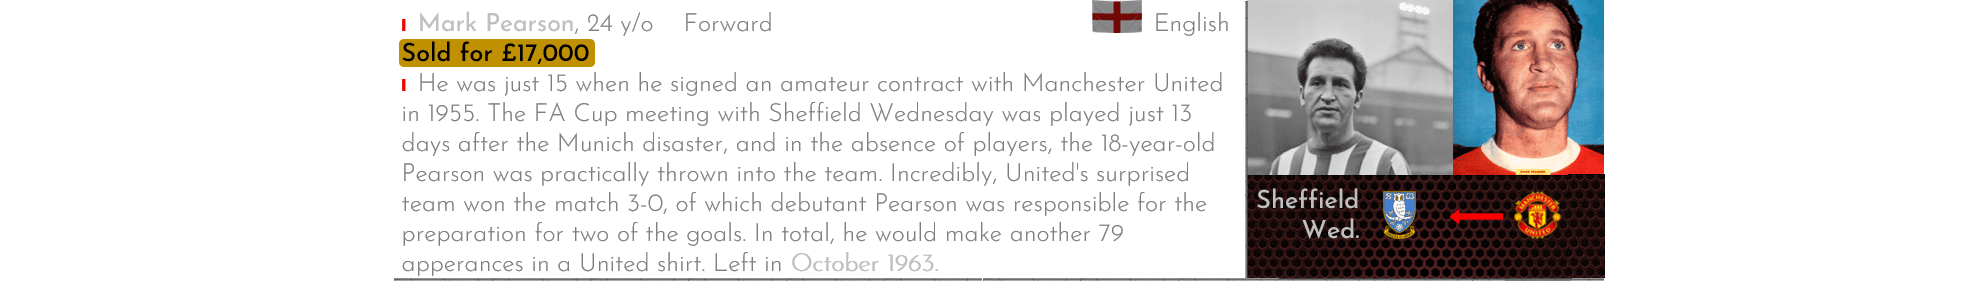 Mark Pearson, 24 y/o Forward English
Sold for £17,000
He was just 15 when he signed an amateur contract with Manchester United
in 1955. The FA Cup meeting with Sheffield Wednesday was played just 13
days after the Munich disaster, and in the absence of players, the 18-year-old
Pearson was practically thrown into the team. Incredibly, United's surprised
team won the match 3-0, of which debutant Pearson was responsible for the
preparation for two of the goals. In total, he would make another 79
apperances in a United shirt. Left in October 1963.
Sheffield
Wed.
MANCHESTER
UNITED